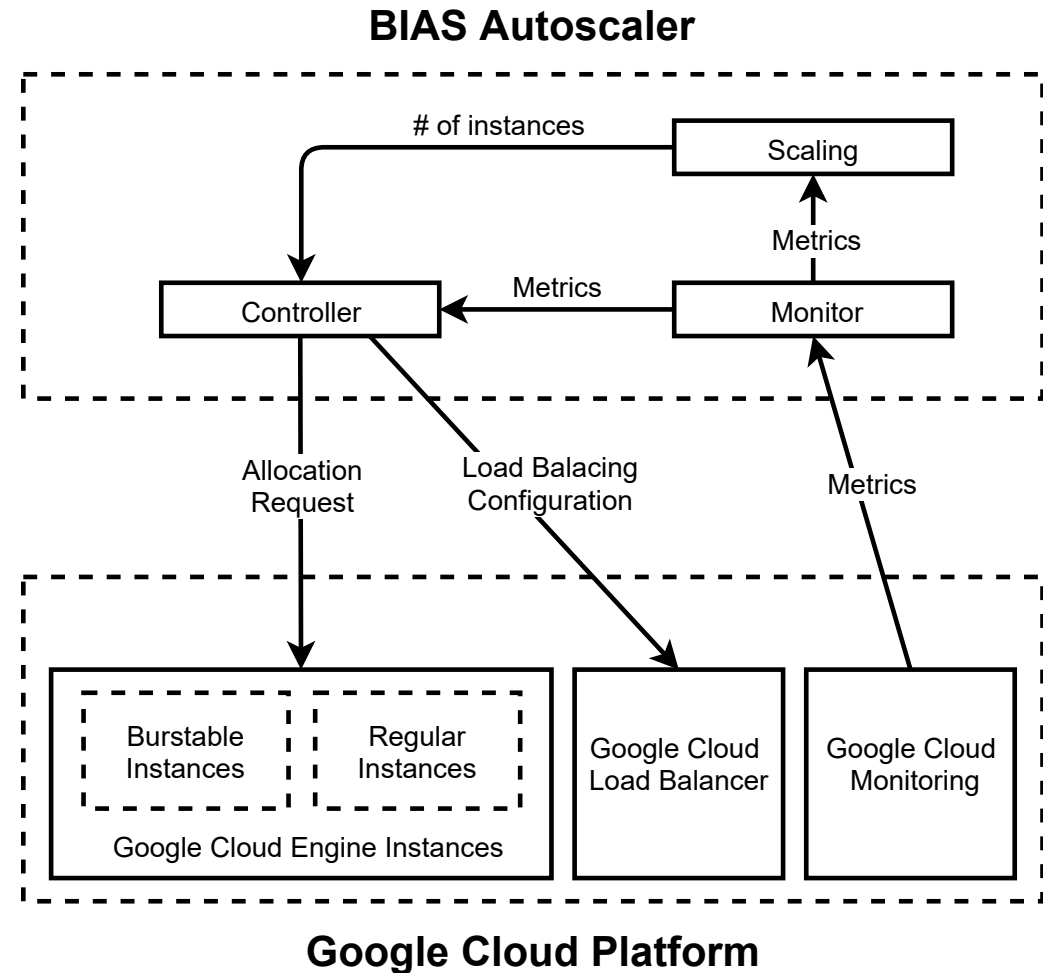 BIAS Autoscaler
# of instances
Scaling
Metrics
Metrics
Controller
Monitor
Allocation
Request
Load Balacing
Configuration
Metrics
Burstable
Instances
Regular
Instances
Google Cloud
Load Balancer
Google Cloud
Monitoring
Google Cloud Engine Instances
Google Cloud Platform